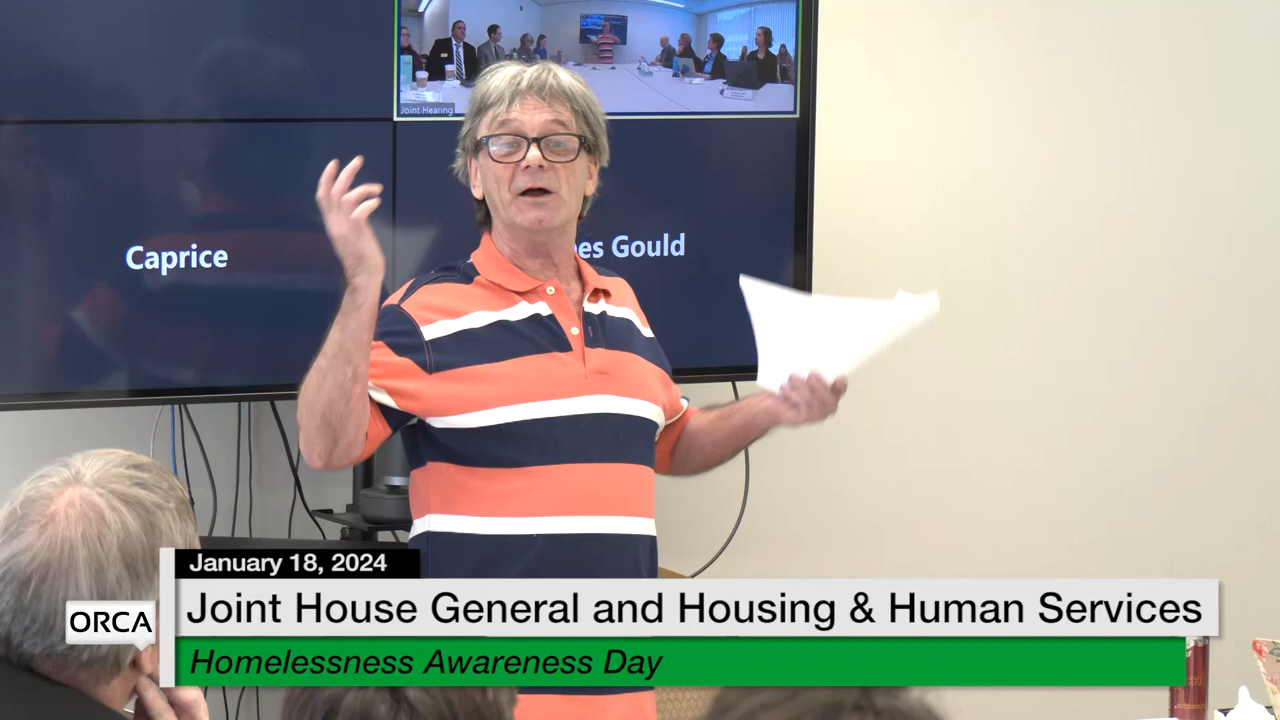 Joint Hearing
Caprice
es Gould
January 18, 2024
Joint House General and Housing & Human Services
ORCA
Homelessness Awareness Day